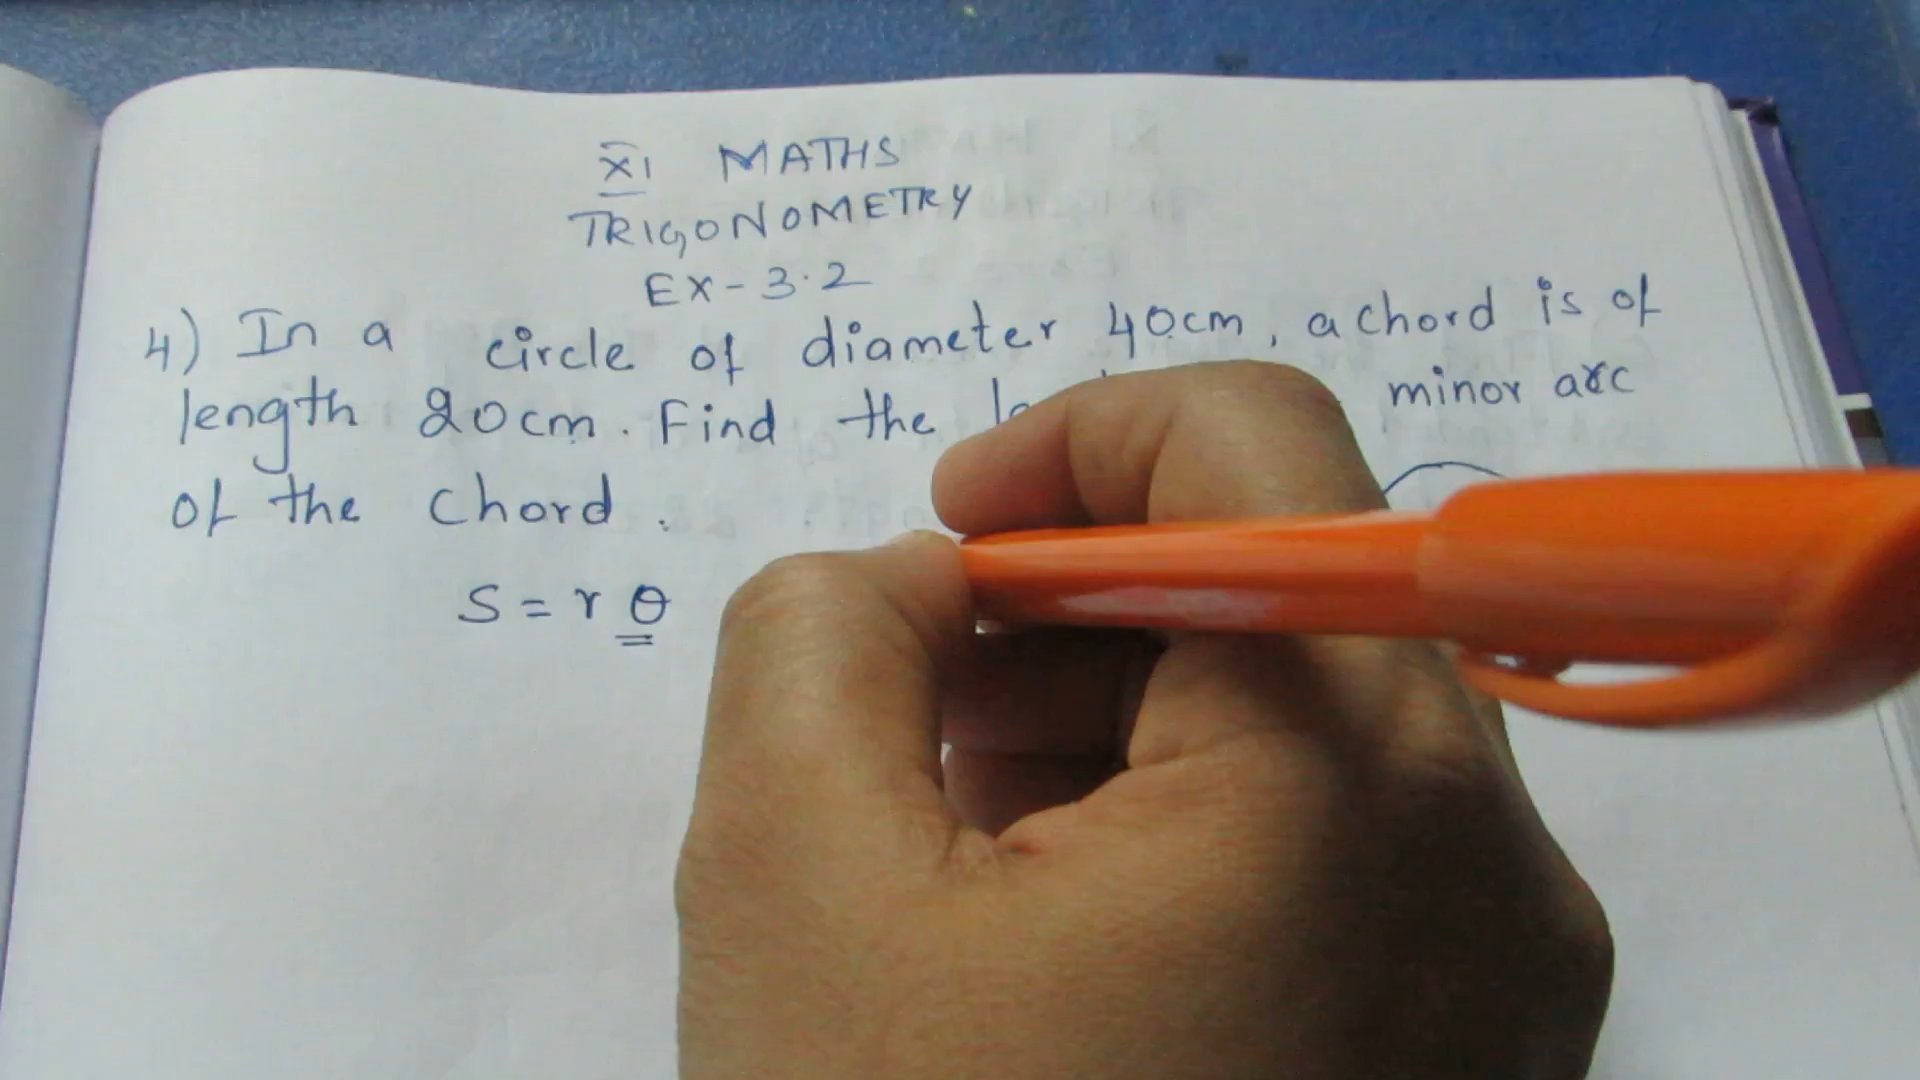 XI MATHS
TRIGONOMETRY
EX-3.2
4) In a circle of diameter 40cm, a chord is of
length 20cm. Find the minor arc
of the chord.
S = r θ